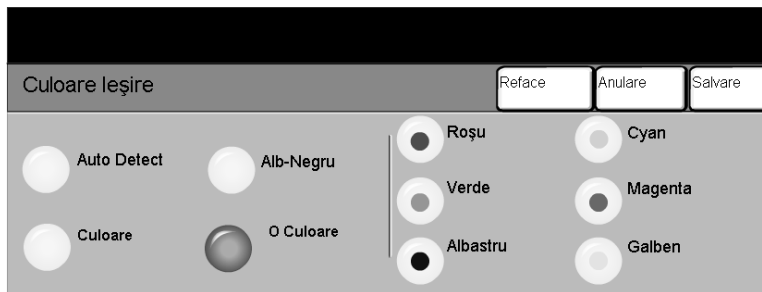 Culoare Ieşire
Reface
Anulare
Salvare
Auto Detect
Alb-Negru
Culoare
O Culoare
Roşu
Cyan
Verde
Magenta
Albastru
Galben